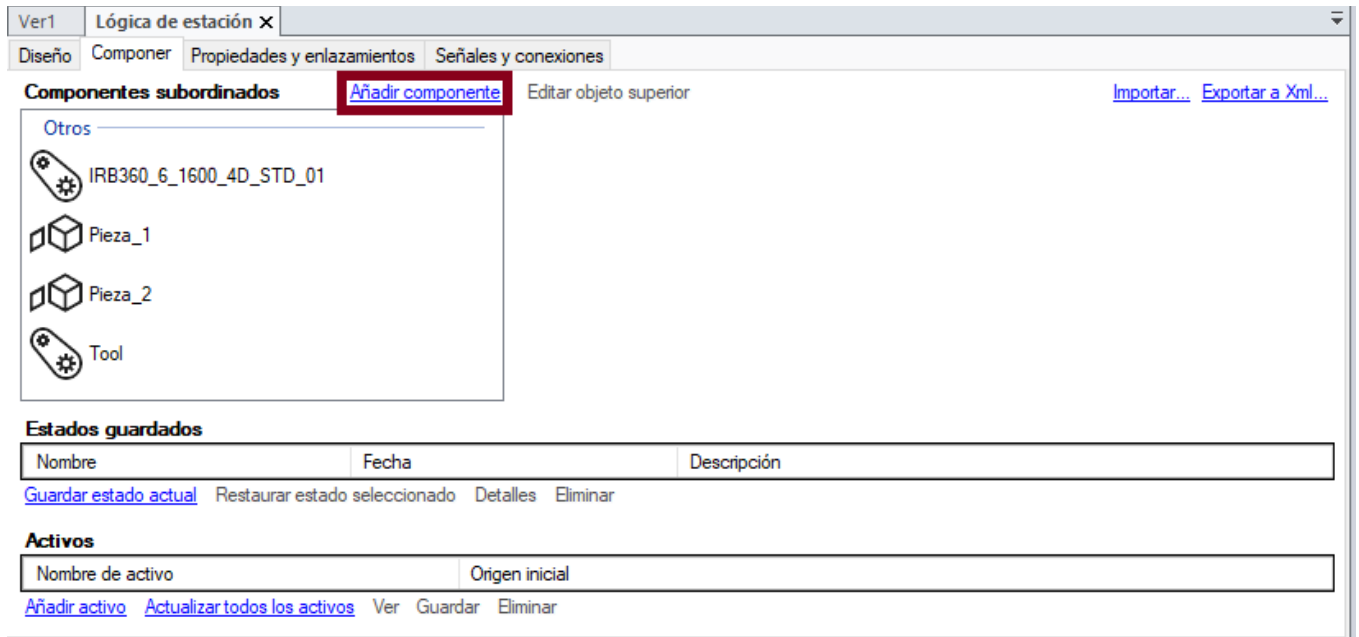 Ver1 Lógica de estación X
Diseño Componer Propiedades y enlazamientos Señales y conexiones
Componentes subordinados Añadir componente Editar objeto superior Importar... Exportar a Xml...
Otros
IRB360_6_1600_4D_STD_01
Pieza_1
Pieza_2
Tool
Estados guardados
Nombre Fecha Descripción
Guardar estado actual Restaurar estado seleccionado Detalles Eliminar
Activos
Nombre de activo Origen inicial
Añadir activo Actualizar todos los activos Ver Guardar Eliminar